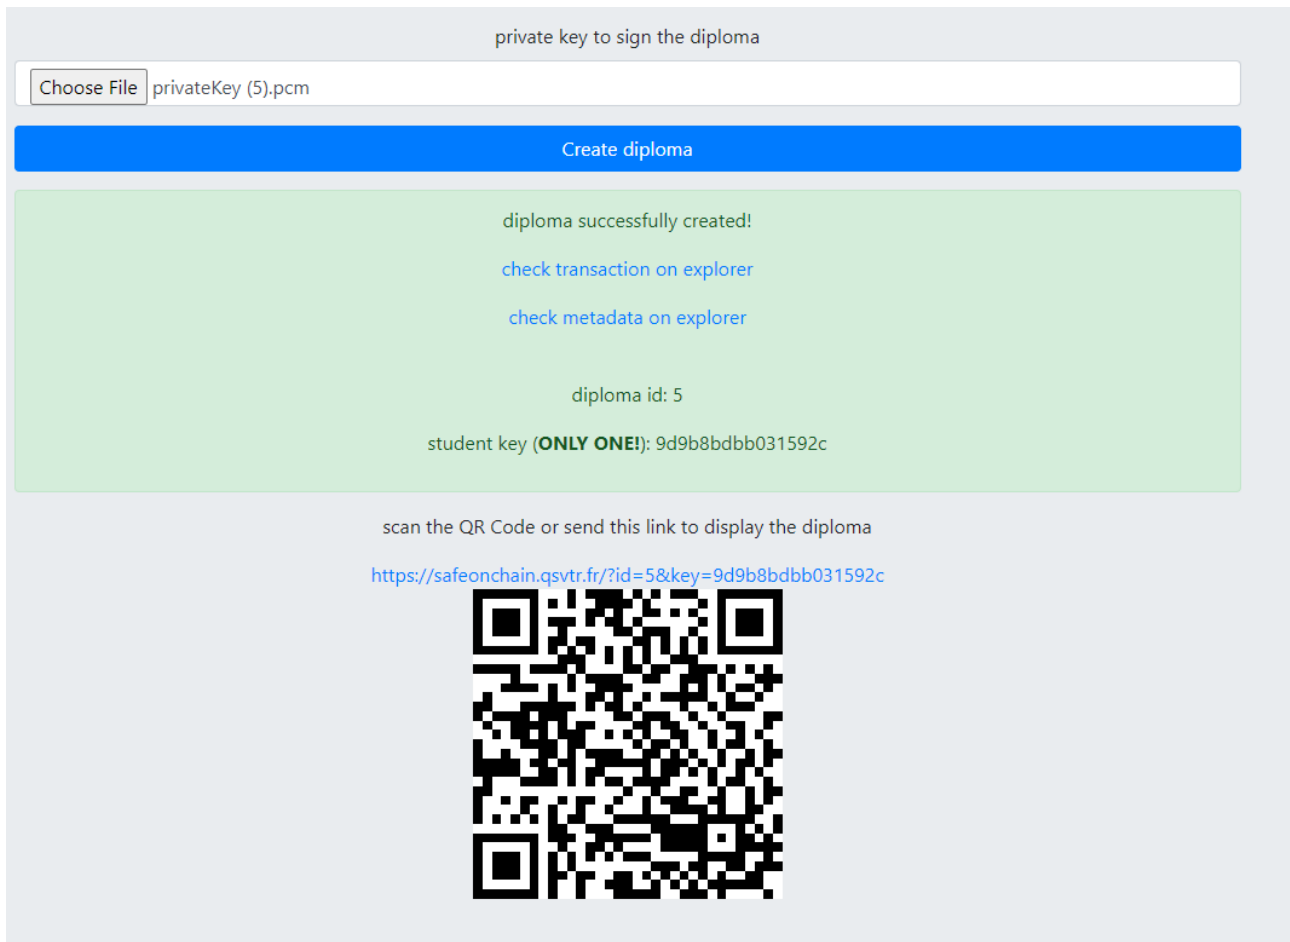 private key to sign the diploma
Choose File privateKey (5).pcm
Create diploma
diploma successfully created!
check transaction on explorer
check metadata on explorer
diploma id: 5
student key (ONLY ONE!): 9d9b8bdbb031592c
scan the QR Code or send this link to display the diploma
https://safeonchain.qsvtr.fr/?id=5&key=9d9b8bdbb031592c